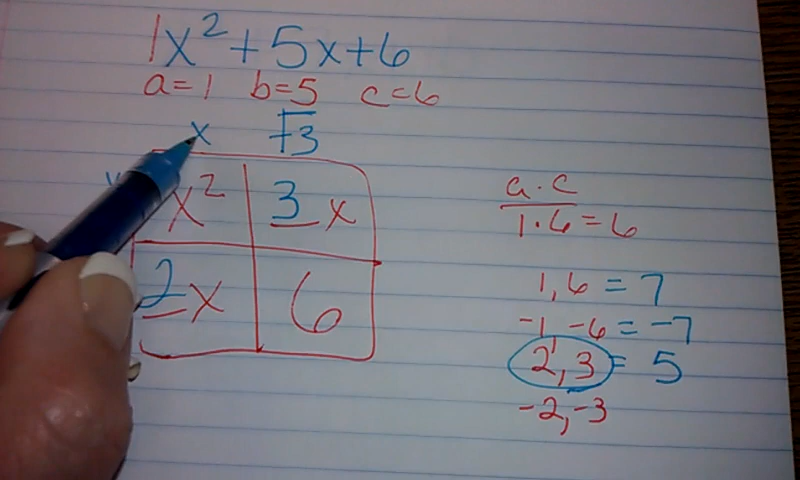 1x² + 5x + 6
a = 1 b = 5 c = 6
x +3
x² 3x
2x 6
a · c
1 · 6 = 6
1, 6 = 7
-1, -6 = -7
2, 3 = 5
-2, -3